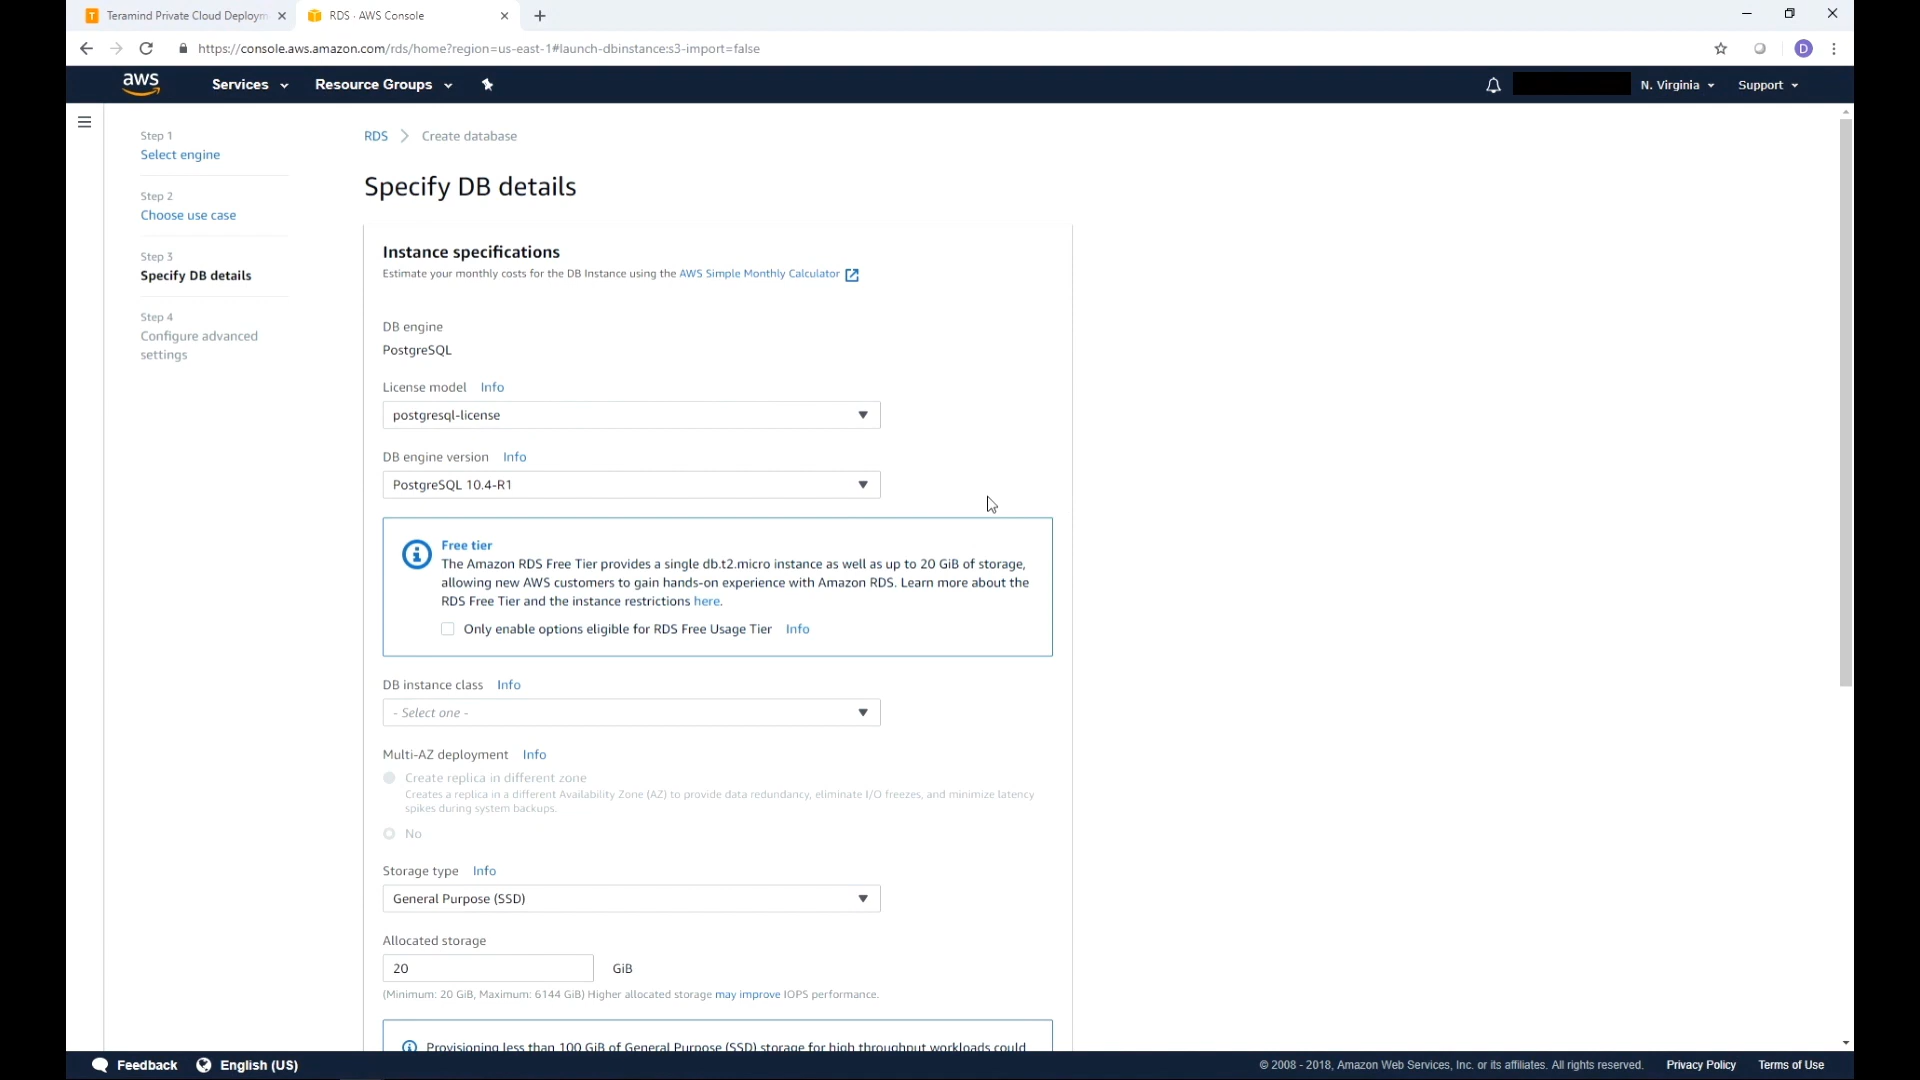 Teramind Private Cloud Deploym
RDS · AWS Console
https://console.aws.amazon.com/rds/home?region=us-east-1#launch-dbinstance:s3-import=false
D
aws
Services
Resource Groups
N. Virginia
Support
Step 1
Select engine
Step 2
Choose use case
Step 3
Specify DB details
Step 4
Configure advanced
settings
RDS > Create database
Specify DB details
Instance specifications
Estimate your monthly costs for the DB Instance using the AWS Simple Monthly Calculator
DB engine
PostgreSQL
License model Info
postgresql-license
DB engine version Info
PostgreSQL 10.4-R1
Free tier
The Amazon RDS Free Tier provides a single db.t2.micro instance as well as up to 20 GiB of storage,
allowing new AWS customers to gain hands-on experience with Amazon RDS. Learn more about the
RDS Free Tier and the instance restrictions here.
Only enable options eligible for RDS Free Usage Tier Info
DB instance class Info
- Select one -
Multi-AZ deployment Info
Create replica in different zone
Creates a replica in a different Availability Zone (AZ) to provide data redundancy, eliminate I/O freezes, and minimize latency
spikes during system backups.
No
Storage type Info
General Purpose (SSD)
Allocated storage
20 GiB
(Minimum: 20 GiB, Maximum: 6144 GiB) Higher allocated storage may improve IOPS performance.
Provisioning less than 100 GiB of General Purpose (SSD) storage for high throughput workloads could
Feedback
English (US)
© 2008 - 2018, Amazon Web Services, Inc. or its affiliates. All rights reserved.
Privacy Policy
Terms of Use